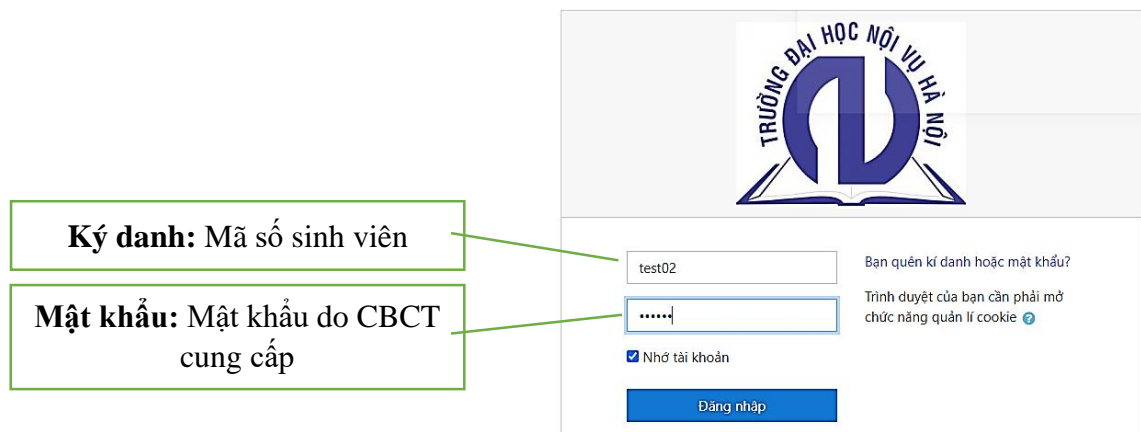 TRƯỜNG ĐẠI HỌC NỘI VỤ HÀ NỘI
Ký danh: Mã số sinh viên
Mật khẩu: Mật khẩu do CBCT
cung cấp
test02
••••••
Nhớ tài khoản
Đăng nhập
Bạn quên kí danh hoặc mật khẩu?
Trình duyệt của bạn cần phải mở
chức năng quản lí cookie